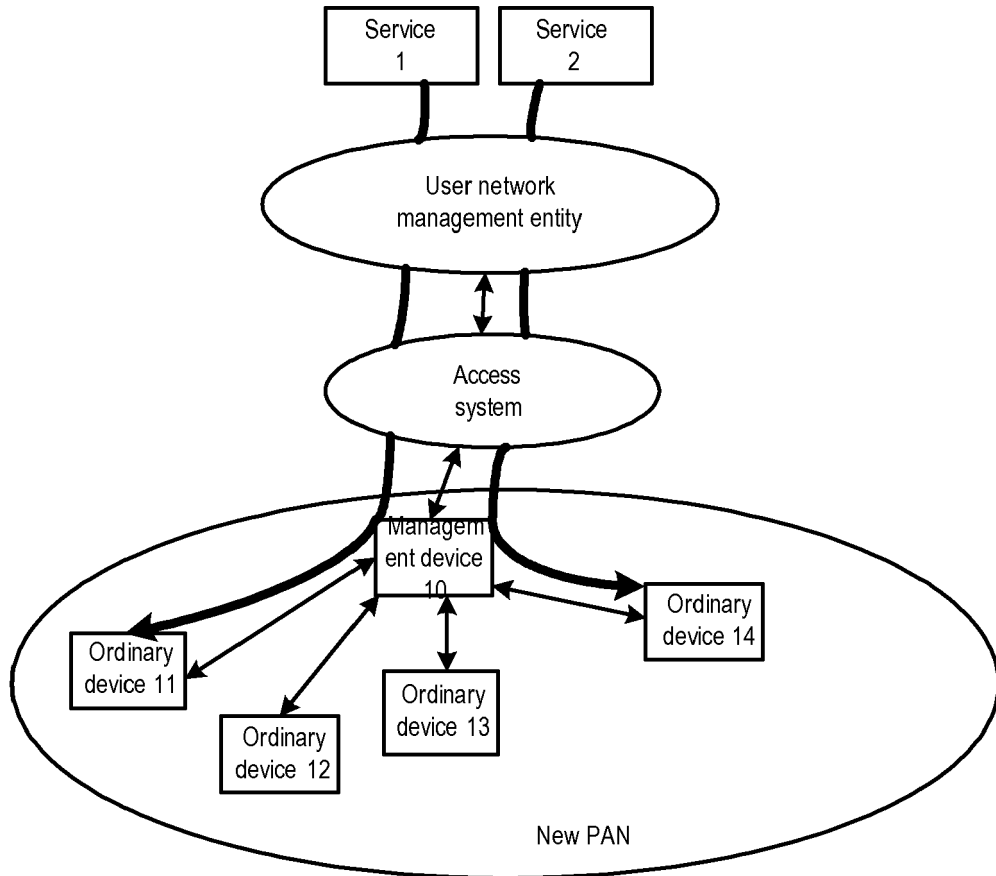 Service
1
Service
2
User network
management entity
Access
system
Managem
ent device
10
Ordinary
device 11
Ordinary
device 12
Ordinary
device 13
Ordinary
device 14
New PAN